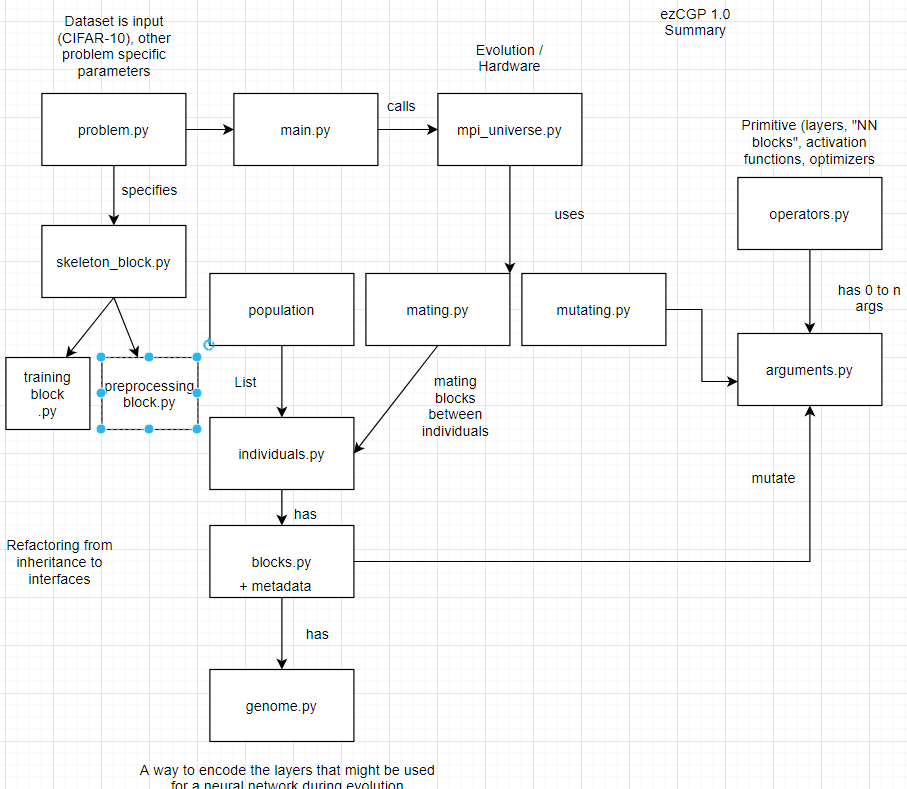 ezCGP 1.0
Summary
Dataset is input
(CIFAR-10), other
problem specific
parameters
Evolution /
Hardware
problem.py
main.py
calls
mpi_universe.py
Primitive (layers, "NN
blocks", activation
functions, optimizers
specifies
uses
operators.py
skeleton_block.py
has 0 to n
args
population
mating.py
mutating.py
arguments.py
training
block
.py
preprocessing
block.py
List
mating
blocks
between
individuals
individuals.py
mutate
has
Refactoring from
inheritance to
interfaces
blocks.py
+ metadata
has
genome.py
A way to encode the layers that might be used
for a neural network during evolution